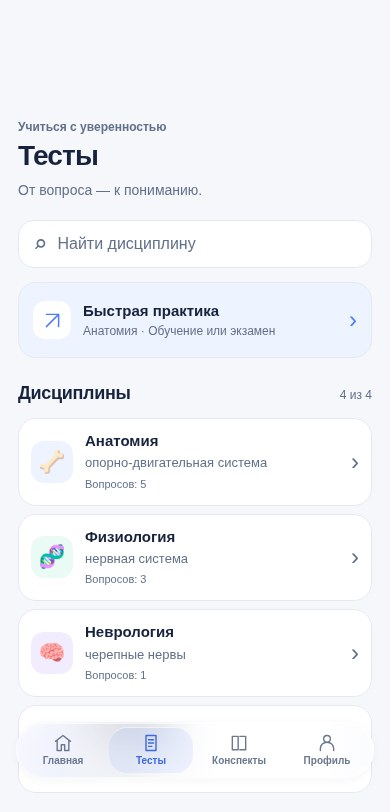 Учиться с уверенностью
Тесты
От вопроса — к пониманию.
Найти дисциплину
Быстрая практика
Анатомия · Обучение или экзамен
Дисциплины
4 из 4
Анатомия
опорно-двигательная система
Вопросов: 5
Физиология
нервная система
Вопросов: 3
Неврология
черепные нервы
Вопросов: 1
Главная
Тесты
Конспекты
Профиль